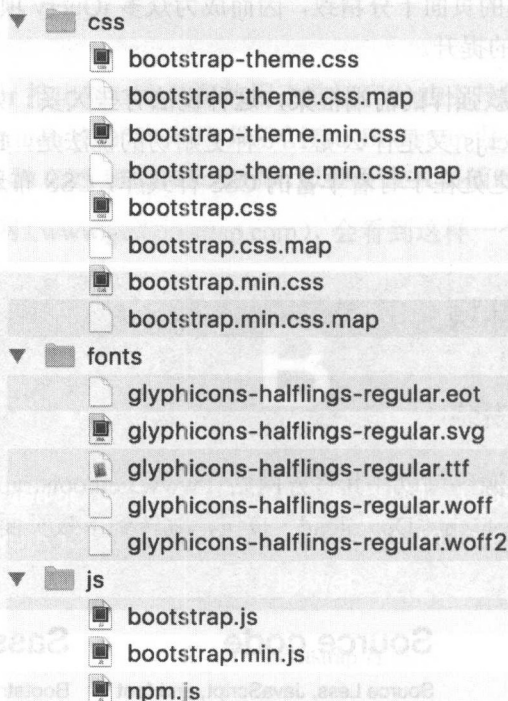 css
bootstrap-theme.css
bootstrap-theme.css.map
bootstrap-theme.min.css
bootstrap-theme.min.css.map
bootstrap.css
bootstrap.css.map
bootstrap.min.css
bootstrap.min.css.map
fonts
glyphicons-halflings-regular.eot
glyphicons-halflings-regular.svg
glyphicons-halflings-regular.ttf
glyphicons-halflings-regular.woff
glyphicons-halflings-regular.woff2
js
bootstrap.js
bootstrap.min.js
npm.js